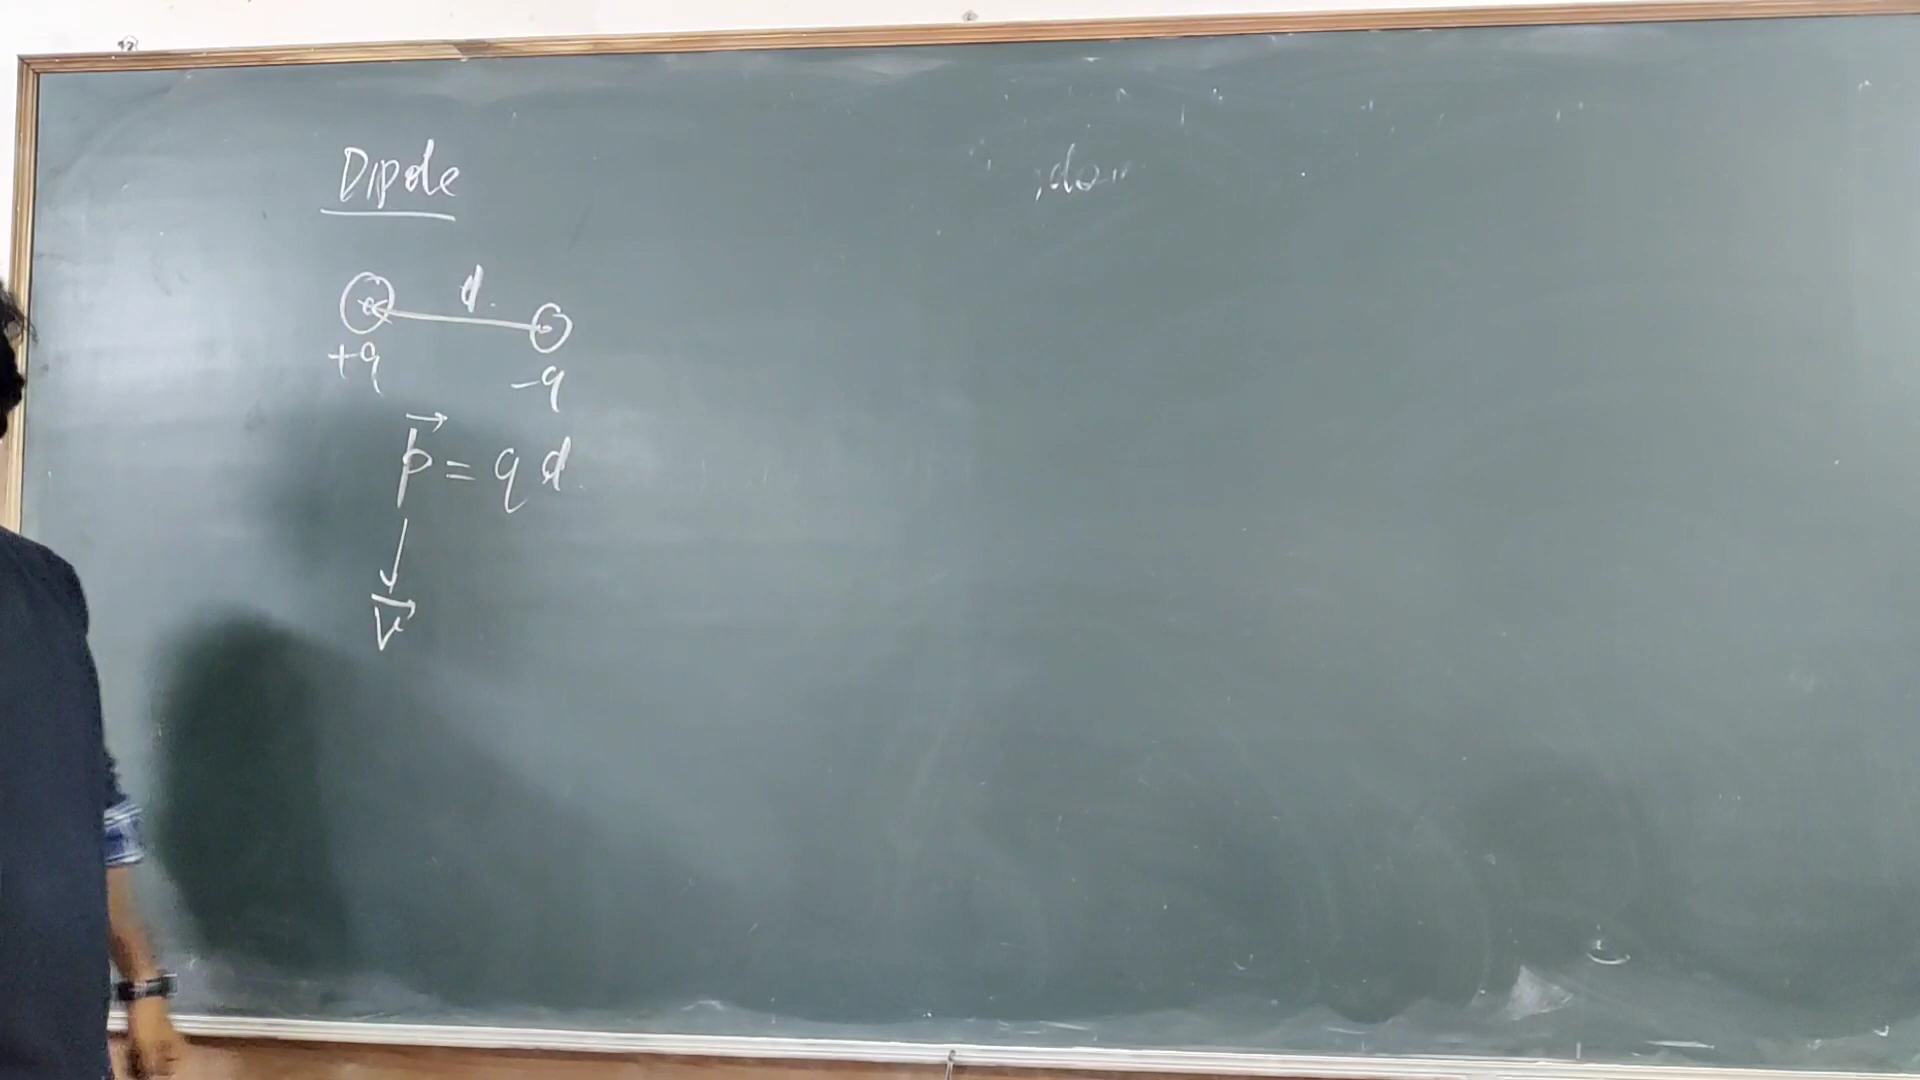 Dipole
d.
+q
-q
p⃗ = q d.
V⃗